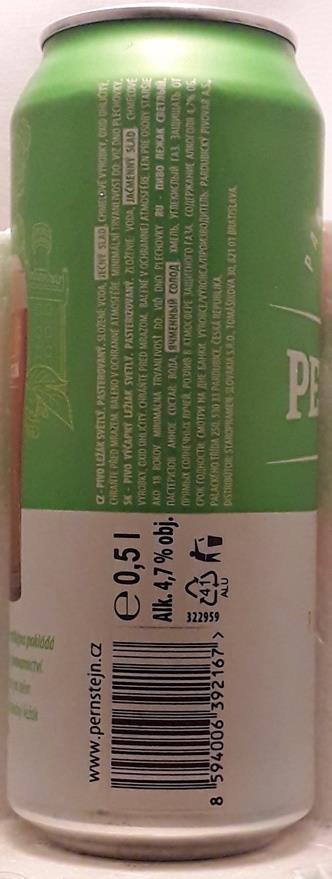 CZ - PIVO LEŽÁK SVĚTLÝ, PASTEROVANÝ. SLOŽENÍ: VODA, JEČNÝ SLAD, CHMELOVÉ VÝROBKY, OXID UHLIČITÝ.
CHRAŇTE PŘED MRAZEM. BALENO V OCHRANNÉ ATMOSFÉŘE. MINIMÁLNÍ TRVANLIVOST DO: VIZ DNO PLECHOVKY.
SK - PIVO VÝČAPNÝ LEŽIAK SVETLÝ, PASTERIZOVANÝ. ZLOŽENIE: VODA, JAČMENNÝ SLAD, CHMEĽOVÉ
VÝROBKY, OXID UHLIČITÝ. CHRÁŇTE PRED MRAZOM. BALENÉ V OCHRANNEJ ATMOSFÉRE. LEN PRE OSOBY STARŠIE
AKO 18 ROKOV. MINIMÁLNA TRVANLIVOSŤ DO: VIĎ DNO PLECHOVKY RU - ПИВО ЛЕЖАК СВЕТЛЫЙ,
СОСТАВ: ВОДА, ЯЧМЕННЫЙ СОЛОД, ХМЕЛЬ, УГЛЕКИСЛЫЙ ГАЗ. ЗАЩИЩАТЬ ОТ
ПРЯМЫХ СОЛНЕЧНЫХ ЛУЧЕЙ. РОЗЛИВ В АТМОСФЕРЕ ЗАЩИТНОГО ГАЗА. СОДЕРЖАНИЕ АЛКОГОЛЯ 4,7% ОБ.
СРОК ГОДНОСТИ: СМОТРИ НА ДНЕ БАНКИ. VÝROBCE/VÝROBCA/ПРОИЗВОДИТЕЛЬ: PARDUBICKÝ PIVOVAR A.S.,
PALACKÉHO TŘÍDA 250, 530 33 PARDUBICE, ČESKÁ REPUBLIKA.
DISTRIBÚTOR: STAROPRAMEN SLOVAKIA S.R.O. TOMÁŠIKOVA 30, 821 01 BRATISLAVA.
e 0,5 l
Alk. 4,7 % obj.
41
ALU
322959
www.pernstejn.cz
8 594006 392167 >
PE
pokládá
ležák